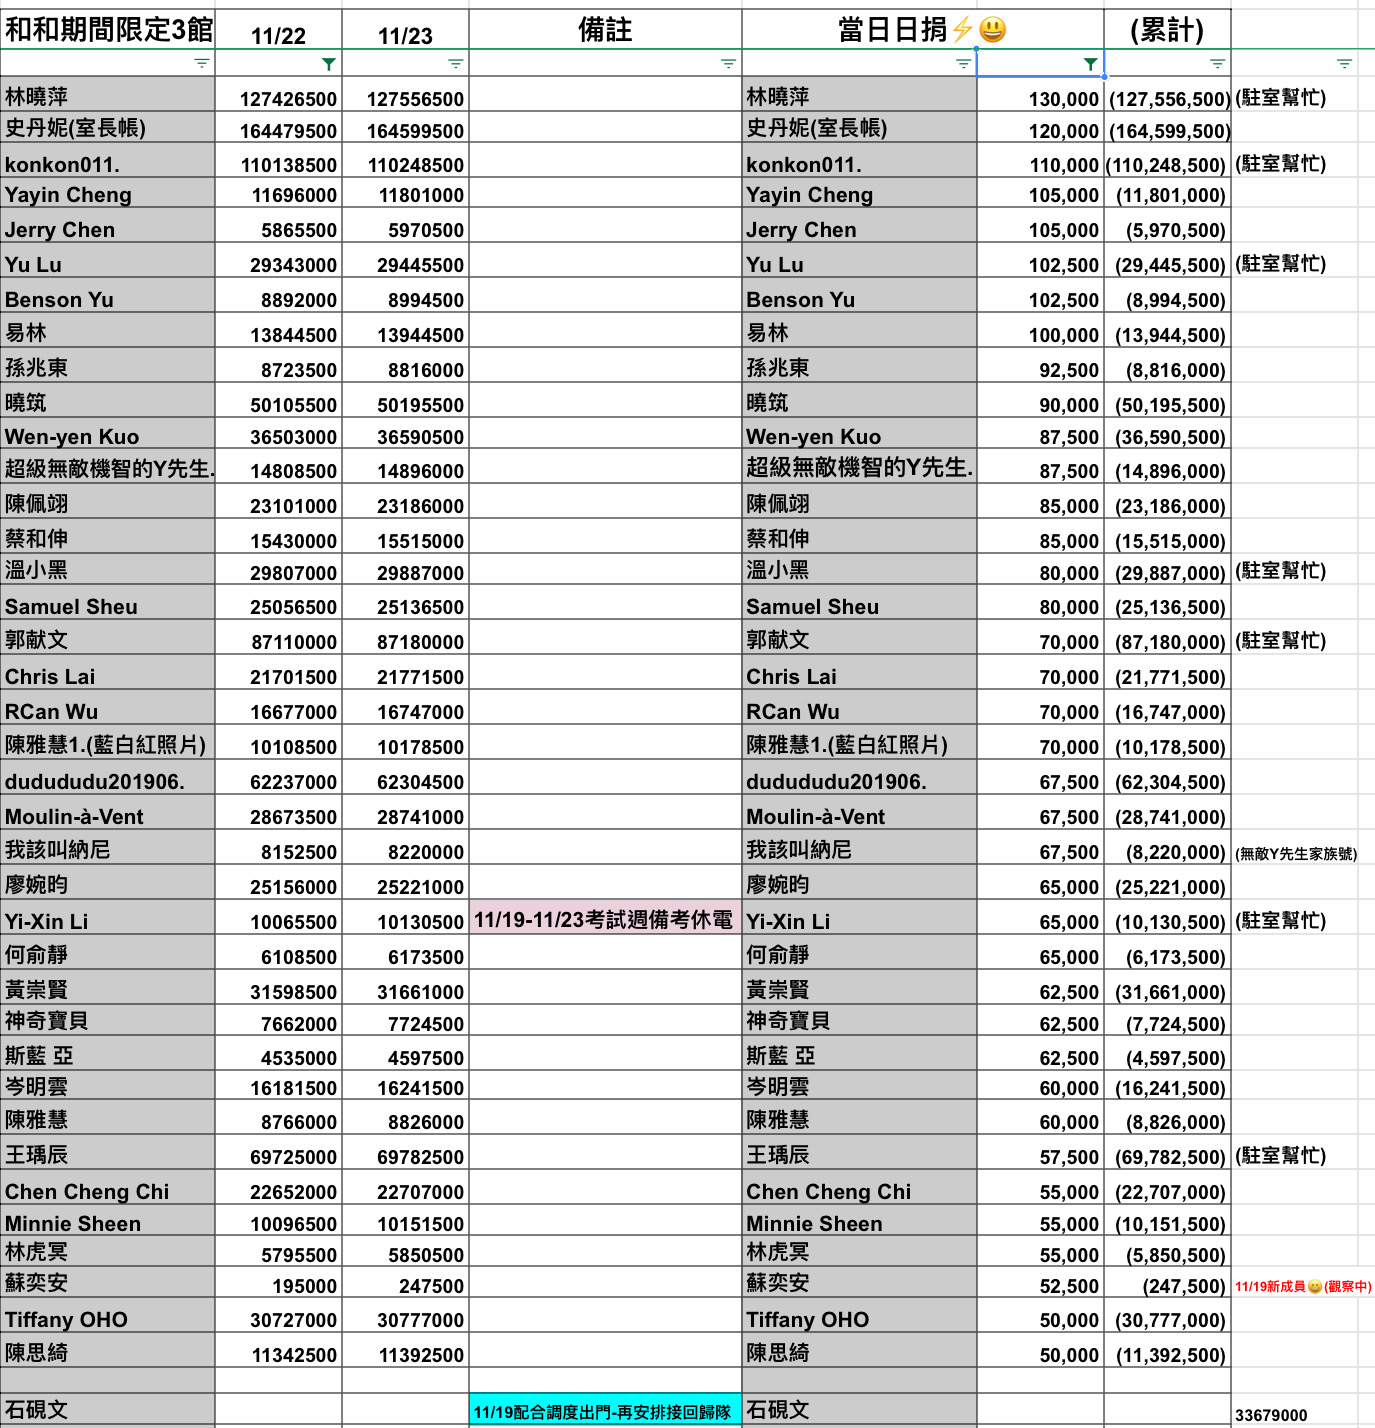 和和期間限定3館 11/22 11/23 備註 當日日捐⚡😃 (累計)
林曉萍 127426500 127556500 林曉萍 130,000 (127,556,500) (駐室幫忙)
史丹妮(室長帳) 164479500 164599500 史丹妮(室長帳) 120,000 (164,599,500)
konkon011. 110138500 110248500 konkon011. 110,000 (110,248,500) (駐室幫忙)
Yayin Cheng 11696000 11801000 Yayin Cheng 105,000 (11,801,000)
Jerry Chen 5865500 5970500 Jerry Chen 105,000 (5,970,500)
Yu Lu 29343000 29445500 Yu Lu 102,500 (29,445,500) (駐室幫忙)
Benson Yu 8892000 8994500 Benson Yu 102,500 (8,994,500)
易林 13844500 13944500 易林 100,000 (13,944,500)
孫兆東 8723500 8816000 孫兆東 92,500 (8,816,000)
曉筑 50105500 50195500 曉筑 90,000 (50,195,500)
Wen-yen Kuo 36503000 36590500 Wen-yen Kuo 87,500 (36,590,500)
超級無敵機智的Y先生. 14808500 14896000 超級無敵機智的Y先生. 87,500 (14,896,000)
陳佩翊 23101000 23186000 陳佩翊 85,000 (23,186,000)
蔡和伸 15430000 15515000 蔡和伸 85,000 (15,515,000)
溫小黑 29807000 29887000 溫小黑 80,000 (29,887,000) (駐室幫忙)
Samuel Sheu 25056500 25136500 Samuel Sheu 80,000 (25,136,500)
郭献文 87110000 87180000 郭献文 70,000 (87,180,000) (駐室幫忙)
Chris Lai 21701500 21771500 Chris Lai 70,000 (21,771,500)
RCan Wu 16677000 16747000 RCan Wu 70,000 (16,747,000)
陳雅慧1.(藍白紅照片) 10108500 10178500 陳雅慧1.(藍白紅照片) 70,000 (10,178,500)
dudududu201906. 62237000 62304500 dudududu201906. 67,500 (62,304,500)
Moulin-à-Vent 28673500 28741000 Moulin-à-Vent 67,500 (28,741,000)
我該叫納尼 8152500 8220000 我該叫納尼 67,500 (8,220,000) (無敵Y先生家族號)
廖婉昀 25156000 25221000 廖婉昀 65,000 (25,221,000)
Yi-Xin Li 10065500 10130500 11/19-11/23考試週備考休電 Yi-Xin Li 65,000 (10,130,500) (駐室幫忙)
何俞靜 6108500 6173500 何俞靜 65,000 (6,173,500)
黃崇賢 31598500 31661000 黃崇賢 62,500 (31,661,000)
神奇寶貝 7662000 7724500 神奇寶貝 62,500 (7,724,500)
斯藍 亞 4535000 4597500 斯藍 亞 62,500 (4,597,500)
岑明雲 16181500 16241500 岑明雲 60,000 (16,241,500)
陳雅慧 8766000 8826000 陳雅慧 60,000 (8,826,000)
王瑀辰 69725000 69782500 王瑀辰 57,500 (69,782,500) (駐室幫忙)
Chen Cheng Chi 22652000 22707000 Chen Cheng Chi 55,000 (22,707,000)
Minnie Sheen 10096500 10151500 Minnie Sheen 55,000 (10,151,500)
林虎冥 5795500 5850500 林虎冥 55,000 (5,850,500)
蘇奕安 195000 247500 蘇奕安 52,500 (247,500) 11/19新成員😀(觀察中)
Tiffany OHO 30727000 30777000 Tiffany OHO 50,000 (30,777,000)
陳思綺 11342500 11392500 陳思綺 50,000 (11,392,500)
石硯文 11/19配合調度出門-再安排接回歸隊 石硯文 33679000